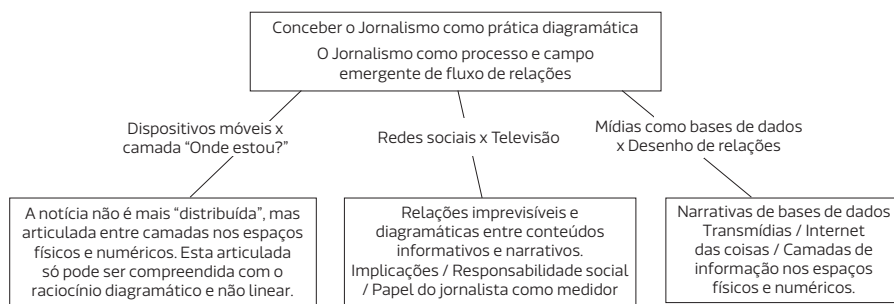 Conceber o Jornalismo como prática diagramática
O Jornalismo como processo e campo
emergente de fluxo de relações
Dispositivos móveis x
camada “Onde estou?”
Redes sociais x Televisão
Mídias como bases de dados
x Desenho de relações
A notícia não é mais “distribuída”, mas
articulada entre camadas nos espaços
físicos e numéricos. Esta articulada
só pode ser compreendida com o
raciocínio diagramático e não linear.
Relações imprevisíveis e
diagramáticas entre conteúdos
informativos e narrativos.
Implicações / Responsabilidade social
/ Papel do jornalista como medidor
Narrativas de bases de dados
Transmídias / Internet
das coisas / Camadas de
informação nos espaços
físicos e numéricos.